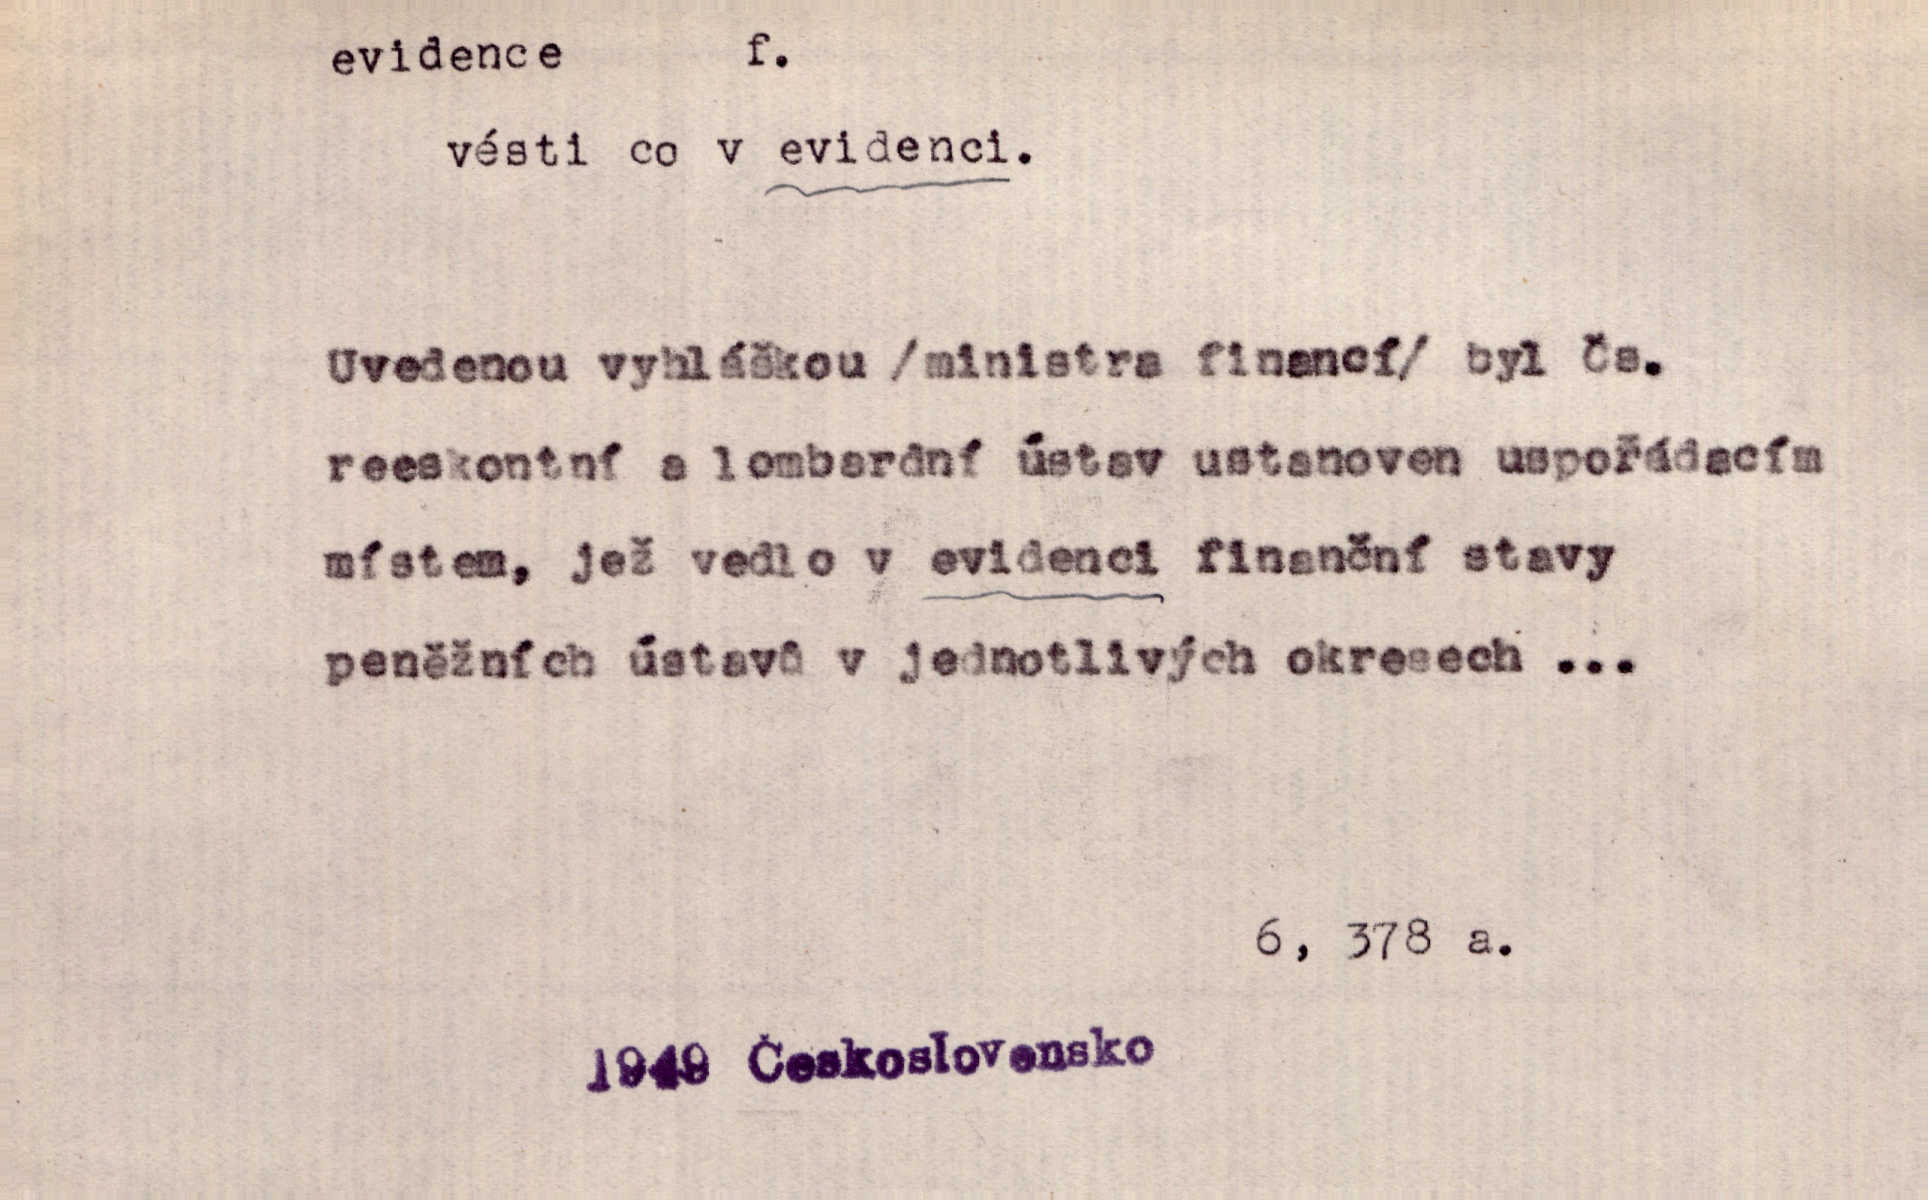 evidence f.
vésti co v evidenci.
Uvedenou vyhláškou /ministra financí/ byl Čs.
reeskontní a lombardní ústav ustanoven uspořádacím
místem, jež vedlo v evidenci finanční stavy
peněžních ústavů v jednotlivých okresech ...
6, 378 a.
1949 Československo